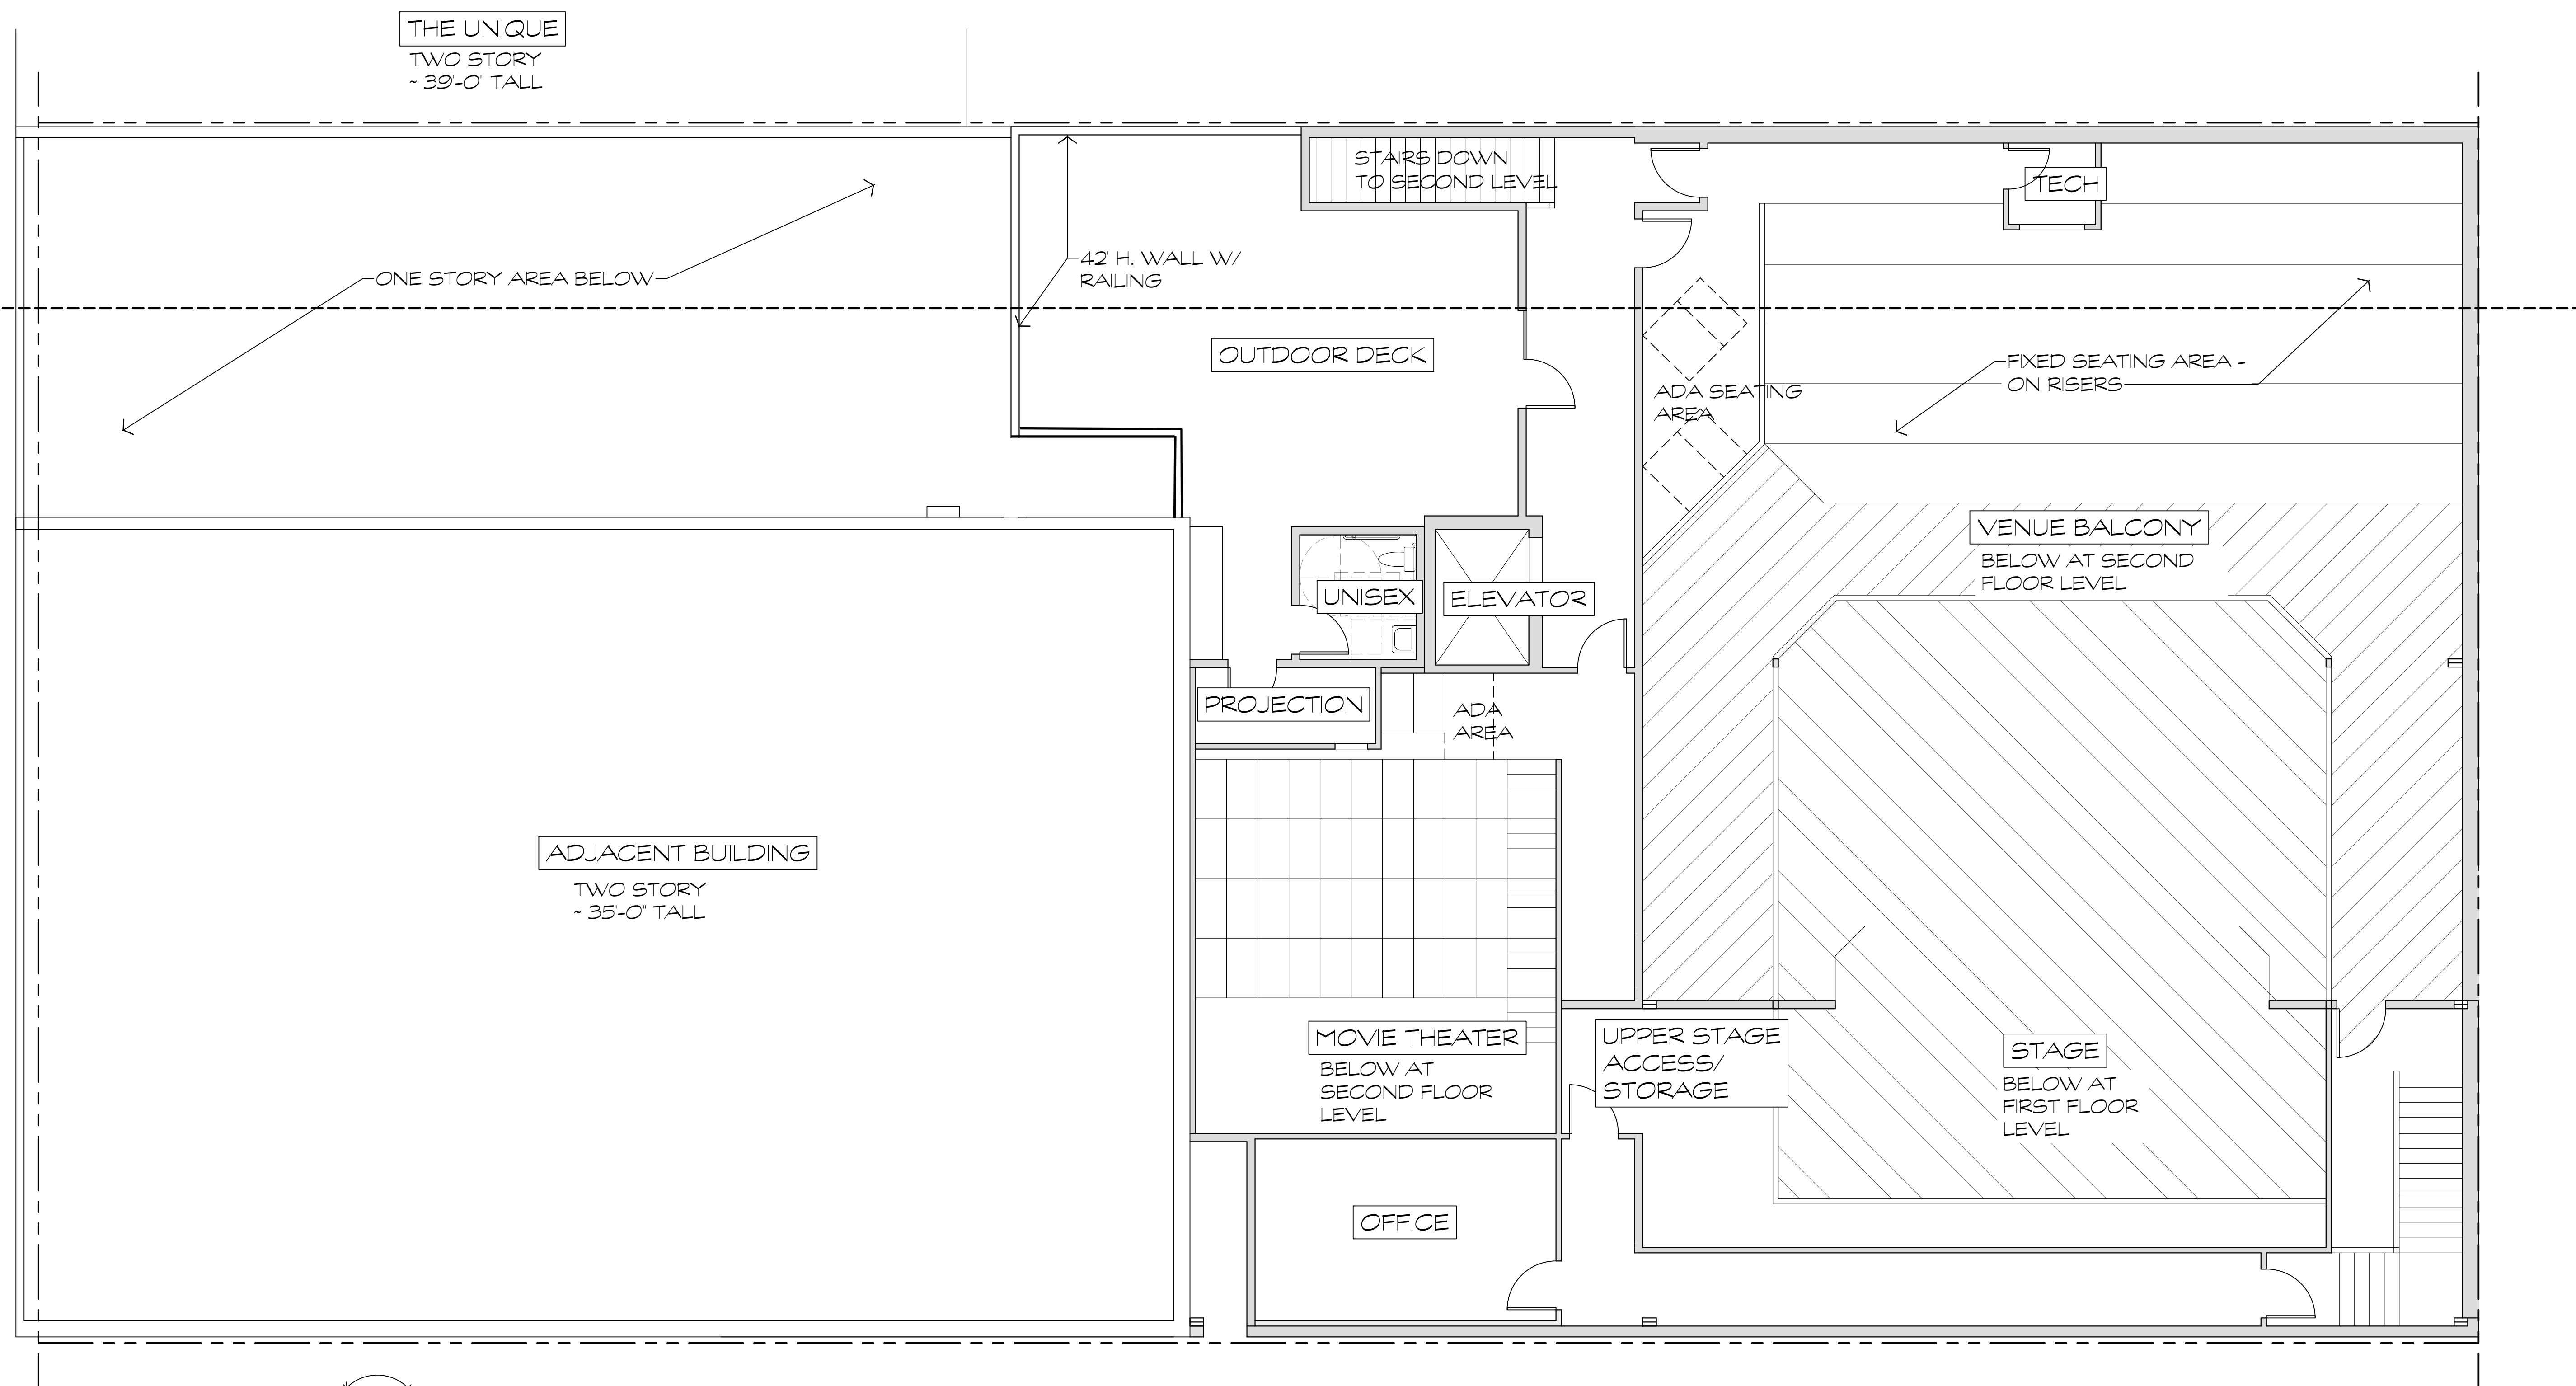 THE UNIQUE
TWO STORY
~ 39'-0" TALL
STAIRS DOWN
TO SECOND LEVEL
TECH
42' H. WALL W/
RAILING
ONE STORY AREA BELOW
OUTDOOR DECK
FIXED SEATING AREA -
ON RISERS
ADA SEATING
AREA
VENUE BALCONY
BELOW AT SECOND
FLOOR LEVEL
UNISEX
ELEVATOR
PROJECTION
ADA
AREA
ADJACENT BUILDING
TWO STORY
~ 35'-0" TALL
MOVIE THEATER
BELOW AT
SECOND FLOOR
LEVEL
UPPER STAGE
ACCESS/
STORAGE
STAGE
BELOW AT
FIRST FLOOR
LEVEL
OFFICE